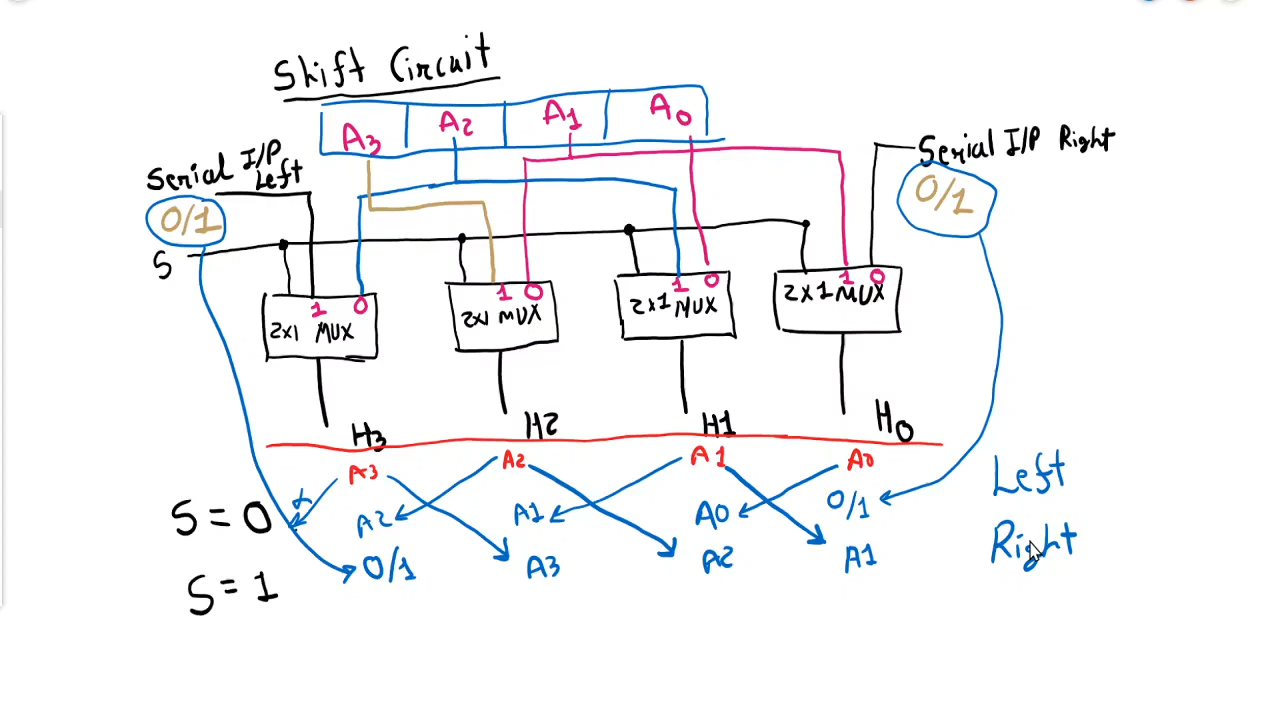 Shift Circuit
A3 A2 A1 A0
Serial I/P Left
0/1
S
Serial I/P Right
0/1
1 0
2x1 MUX
1 0
2x1 MUX
1 0
2x1 MUX
1 0
2x1 MUX
H3 H2 H1 H0
A3 A2 A1 A0
S = 0 A2 A1 A0 0/1 Left
S = 1 0/1 A3 A2 A1 Right